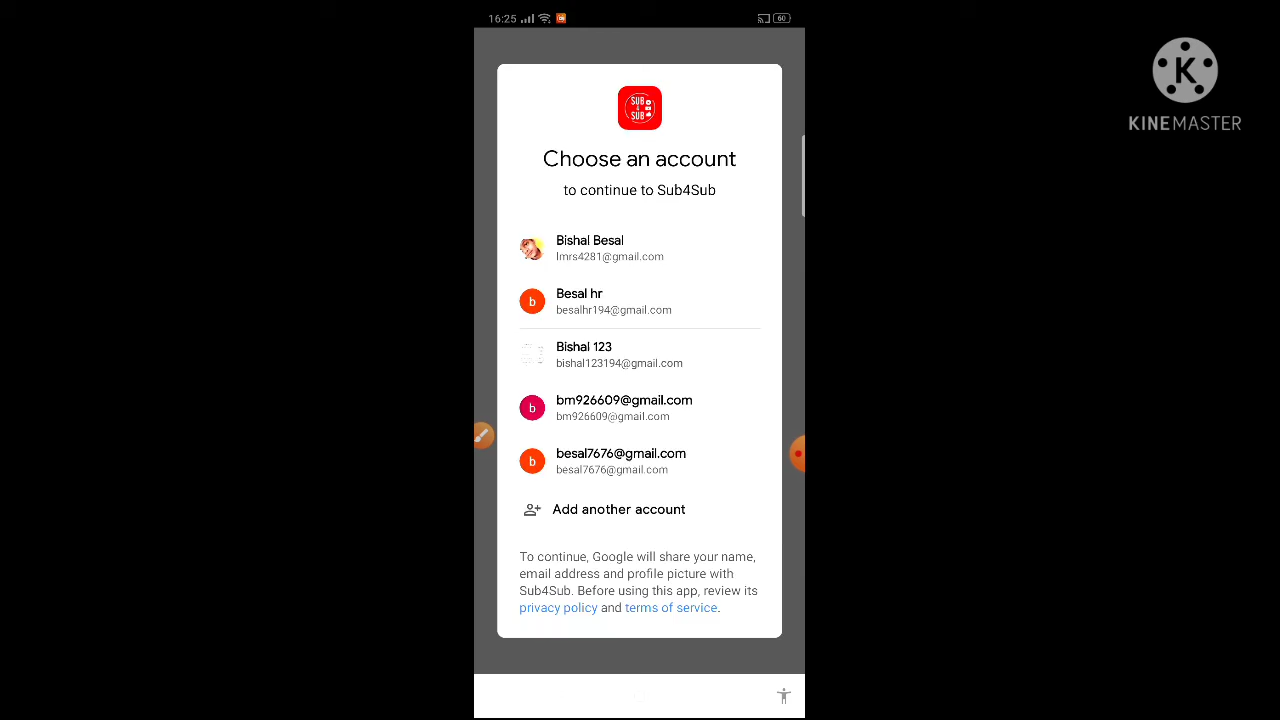 16:25
60
SUB
4
SUB
Choose an account
to continue to Sub4Sub
Bishal Besal
lmrs4281@gmail.com
b
Besal hr
besalhr194@gmail.com
Bishal 123
bishal123194@gmail.com
b
bm926609@gmail.com
bm926609@gmail.com
b
besal7676@gmail.com
besal7676@gmail.com
Add another account
To continue, Google will share your name,
email address and profile picture with
Sub4Sub. Before using this app, review its
privacy policy and terms of service.
K
KINEMASTER